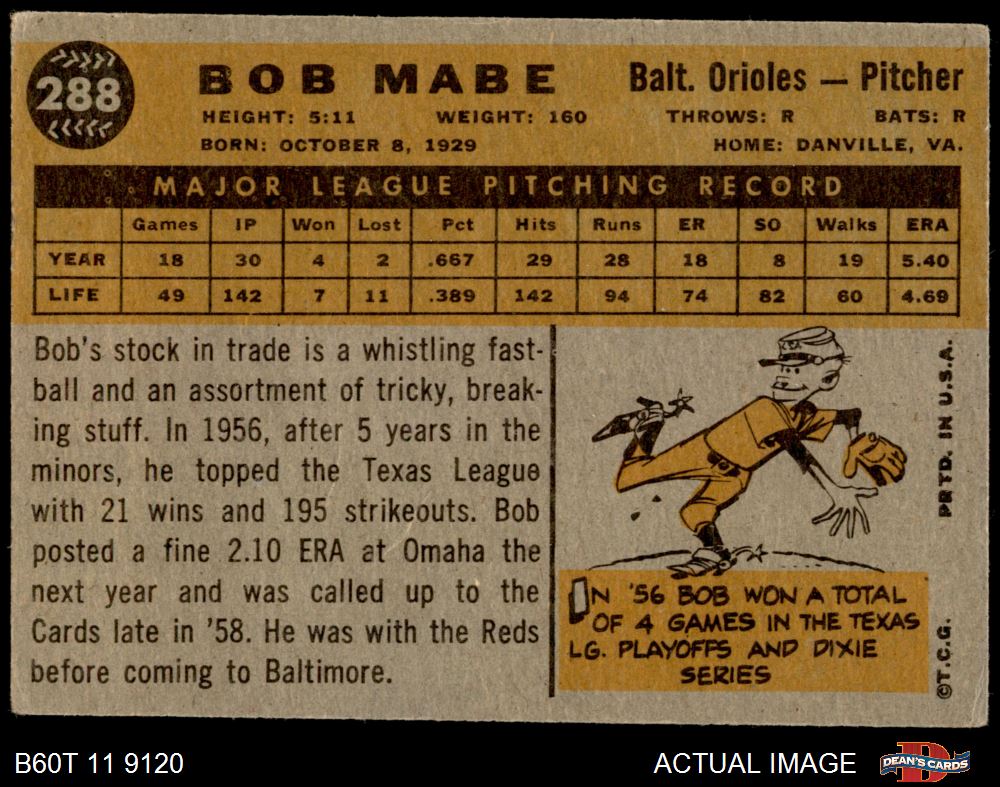 288
BOB MABE
Balt. Orioles — Pitcher
HEIGHT: 5:11 WEIGHT: 160 THROWS: R BATS: R
BORN: OCTOBER 8, 1929 HOME: DANVILLE, VA.
MAJOR LEAGUE PITCHING RECORD
Games IP Won Lost Pct Hits Runs ER SO Walks ERA
YEAR 18 30 4 2 .667 29 28 18 8 19 5.40
LIFE 49 142 7 11 .389 142 94 74 82 60 4.69
Bob's stock in trade is a whistling fast-
ball and an assortment of tricky, break-
ing stuff. In 1956, after 5 years in the
minors, he topped the Texas League
with 21 wins and 195 strikeouts. Bob
posted a fine 2.10 ERA at Omaha the
next year and was called up to the
Cards late in '58. He was with the Reds
before coming to Baltimore.
IN '56 BOB WON A TOTAL
OF 4 GAMES IN THE TEXAS
LG. PLAYOFFS AND DIXIE
SERIES
PRTD. IN U.S.A.
©T.C.G.
B60T 11 9120
ACTUAL IMAGE
DEAN'S CARDS